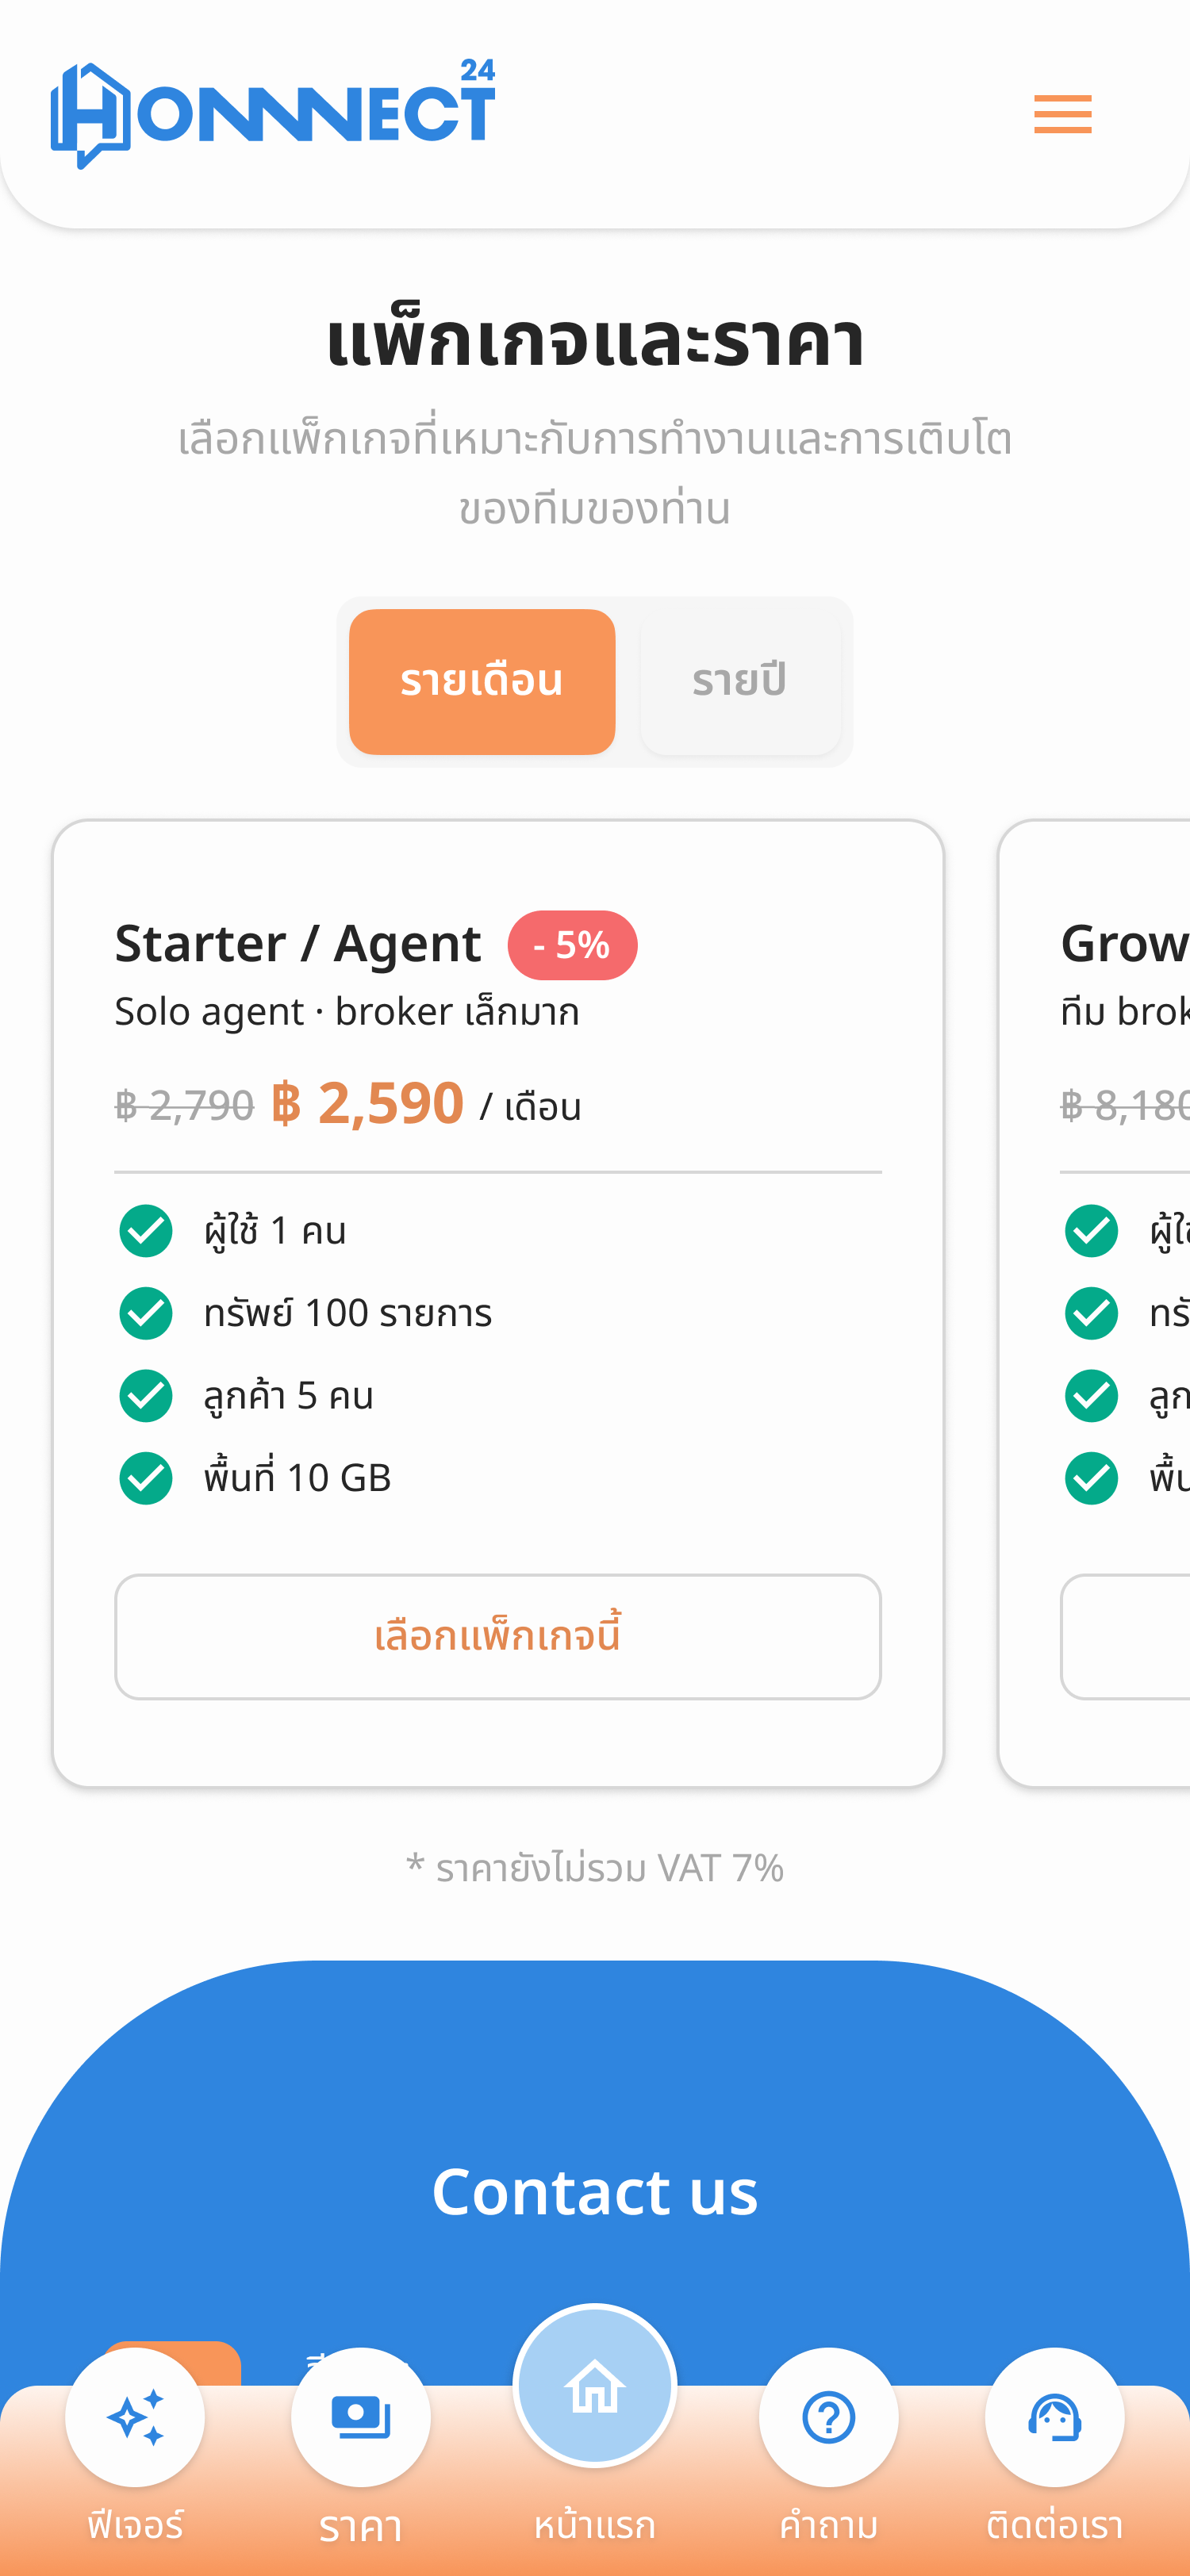 HONNNECT 24
แพ็กเกจและราคา
เลือกแพ็กเกจที่เหมาะกับการทำงานและการเติบโต
ของทีมของท่าน
รายเดือน รายปี
Starter / Agent - 5%
Solo agent · broker เล็กมาก
฿ 2,790 ฿ 2,590 / เดือน
ผู้ใช้ 1 คน
ทรัพย์ 100 รายการ
ลูกค้า 5 คน
พื้นที่ 10 GB
เลือกแพ็กเกจนี้
Grow
ทีม brok
฿ 8,180
* ราคายังไม่รวม VAT 7%
Contact us
ฟีเจอร์ ราคา หน้าแรก คำถาม ติดต่อเรา